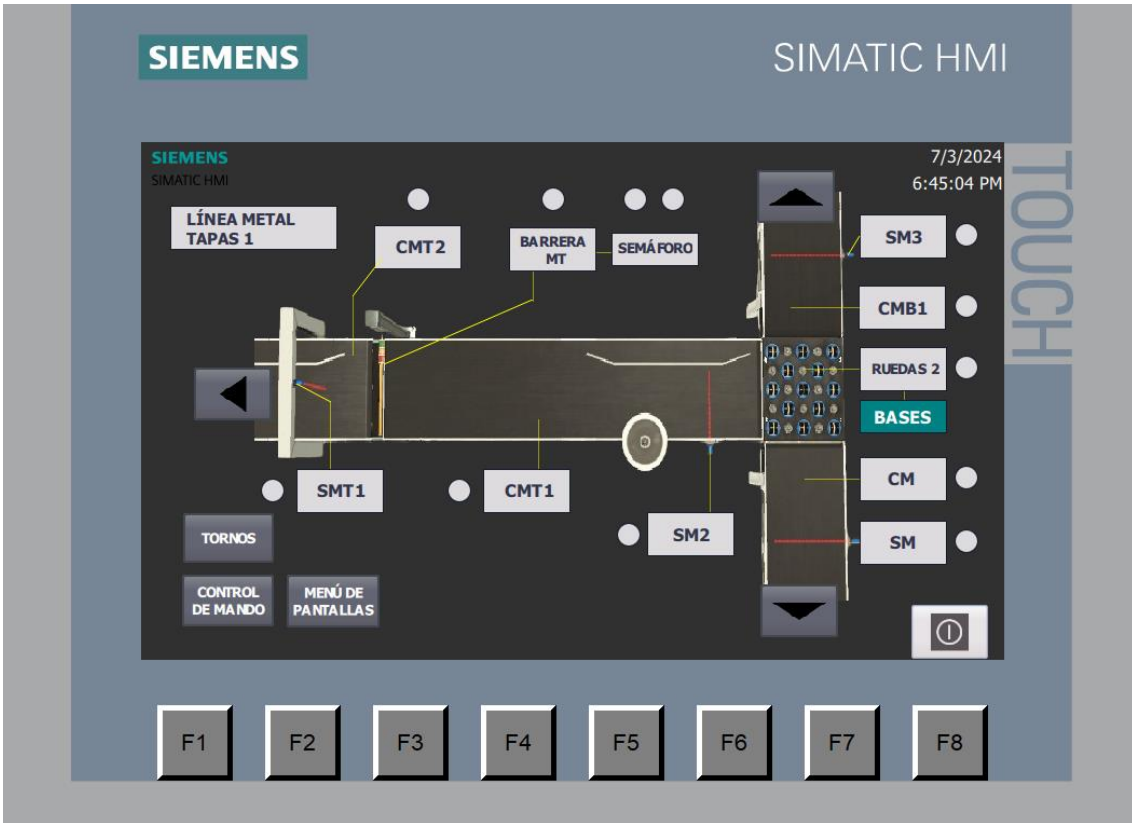 SIEMENS
SIMATIC HMI
TOUCH
SIEMENS
SIMATIC HMI
7/3/2024
6:45:04 PM
LÍNEA METAL
TAPAS 1
CMT2
BARRERA
MT
SEMÁFORO
SM3
CMB1
RUEDAS 2
BASES
SMT1
CMT1
CM
SM2
SM
TORNOS
CONTROL
DE MANDO
MENÚ DE
PANTALLAS
F1
F2
F3
F4
F5
F6
F7
F8